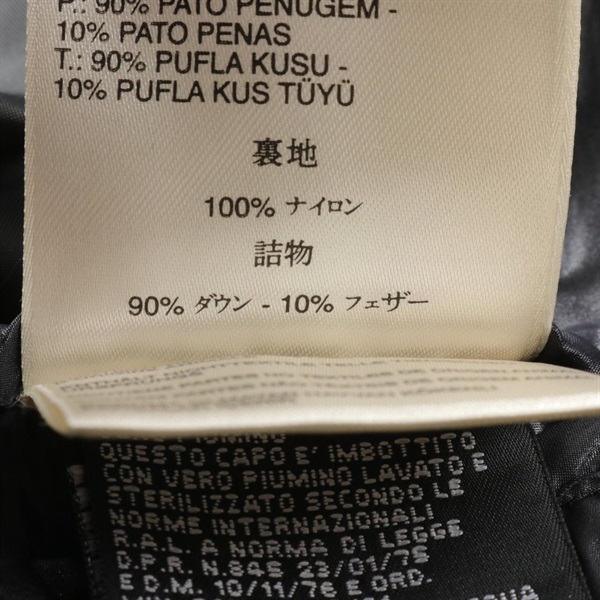 P.: 90% PATO PENUGEM -
10% PATO PENAS
T.: 90% PUFLA KUSU -
10% PUFLA KUS TÜYÜ
裏地
100% ナイロン
詰物
90% ダウン - 10% フェザー
QUESTO CAPO E' IMBOTTITO
CON VERO PIUMINO LAVATO E
STERILIZZATO SECONDO LE
NORME INTERNAZIONALI
R.A.L. A NORMA DI LEGGE
D.P.R. N.845 23/01/76
E D.M. 10/11/76 E ORD.